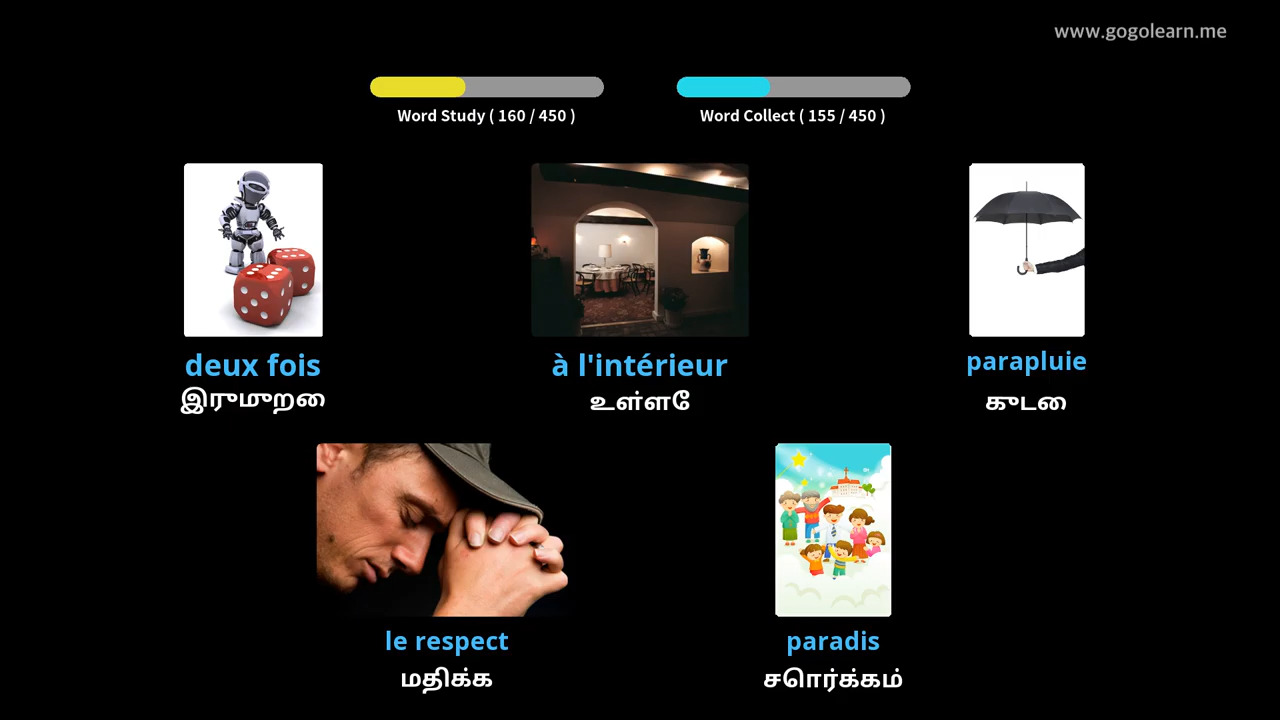 www.gogolearn.me
Word Study ( 160 / 450 )
Word Collect ( 155 / 450 )
deux fois
இருமுறை
à l'intérieur
உள்ளே
parapluie
குடை
le respect
மதிக்க
paradis
சொர்க்கம்